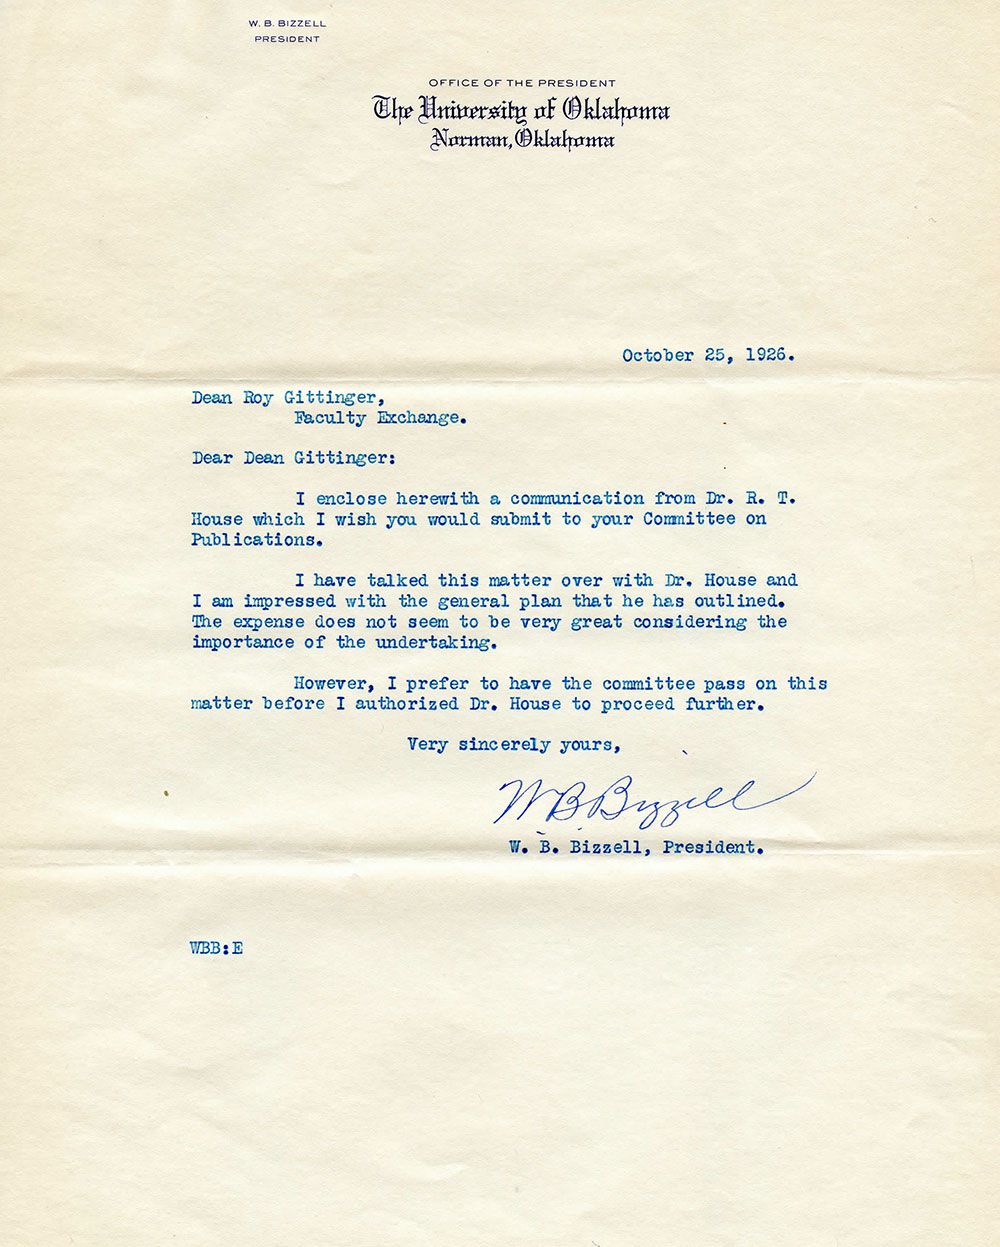 W. B. BIZZELL
PRESIDENT
OFFICE OF THE PRESIDENT
The University of Oklahoma
Norman, Oklahoma
October 25, 1926.
Dean Roy Gittinger,
Faculty Exchange.
Dear Dean Gittinger:
I enclose herewith a communication from Dr. R. T.
House which I wish you would submit to your Committee on
Publications.
I have talked this matter over with Dr. House and
I am impressed with the general plan that he has outlined.
The expense does not seem to be very great considering the
importance of the undertaking.
However, I prefer to have the committee pass on this
matter before I authorized Dr. House to proceed further.
Very sincerely yours,
W B Bizzell
W. B. Bizzell, President.
WBB:E